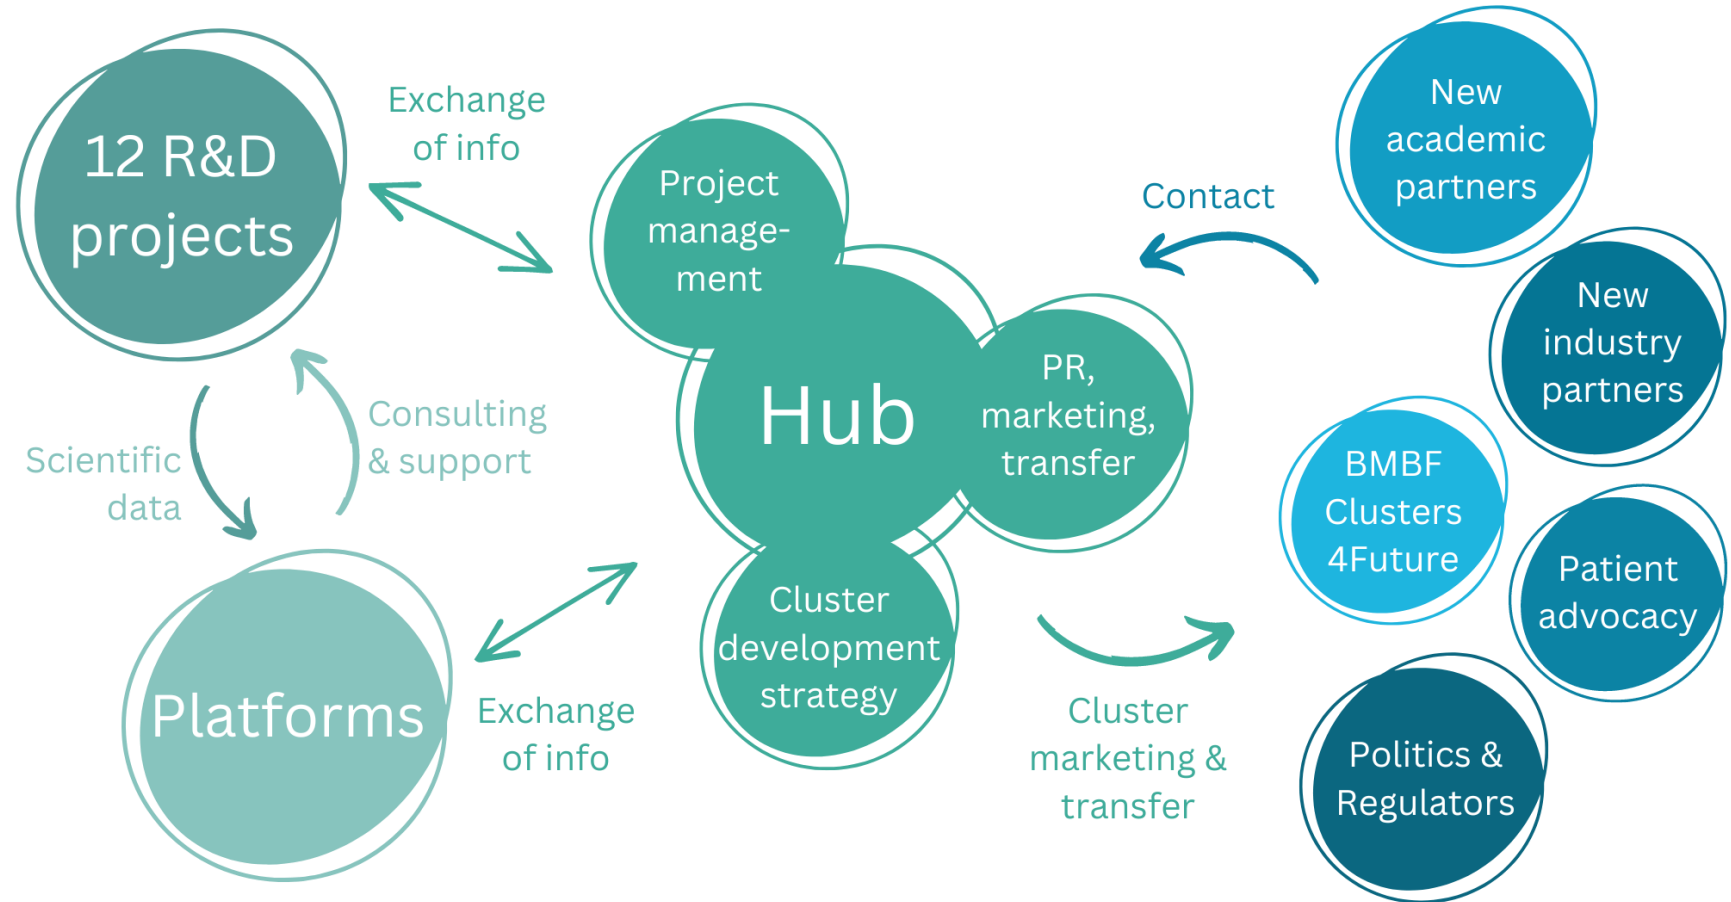 12 R&D
projects
Exchange
of info
Scientific
data
Consulting
& support
Platforms
Exchange
of info
Project
manage-
ment
Hub
PR,
marketing,
transfer
Cluster
development
strategy
Contact
Cluster
marketing &
transfer
New
academic
partners
New
industry
partners
BMBF
Clusters
4Future
Patient
advocacy
Politics &
Regulators